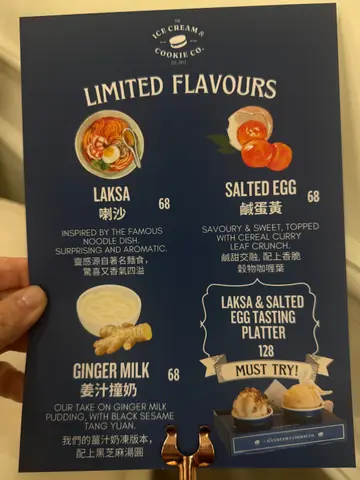 THE
ICE CREAM &
COOKIE CO.
LIMITED FLAVOURS
LAKSA
喇沙
68
INSPIRED BY THE FAMOUS
NOODLE DISH.
SURPRISING AND AROMATIC.
靈感源自著名麵食，
驚喜又香氣四溢
SALTED EGG
鹹蛋黃
68
SAVOURY & SWEET, TOPPED
WITH CEREAL CURRY
LEAF CRUNCH.
鹹甜交融, 配上香脆
穀物咖喱葉
GINGER MILK
薑汁撞奶
68
OUR TAKE ON GINGER MILK
PUDDING, WITH BLACK SESAME
TANG YUAN.
我們的薑汁奶凍版本，
配上黑芝麻湯圓
LAKSA & SALTED
EGG TASTING
PLATTER
128
MUST TRY!